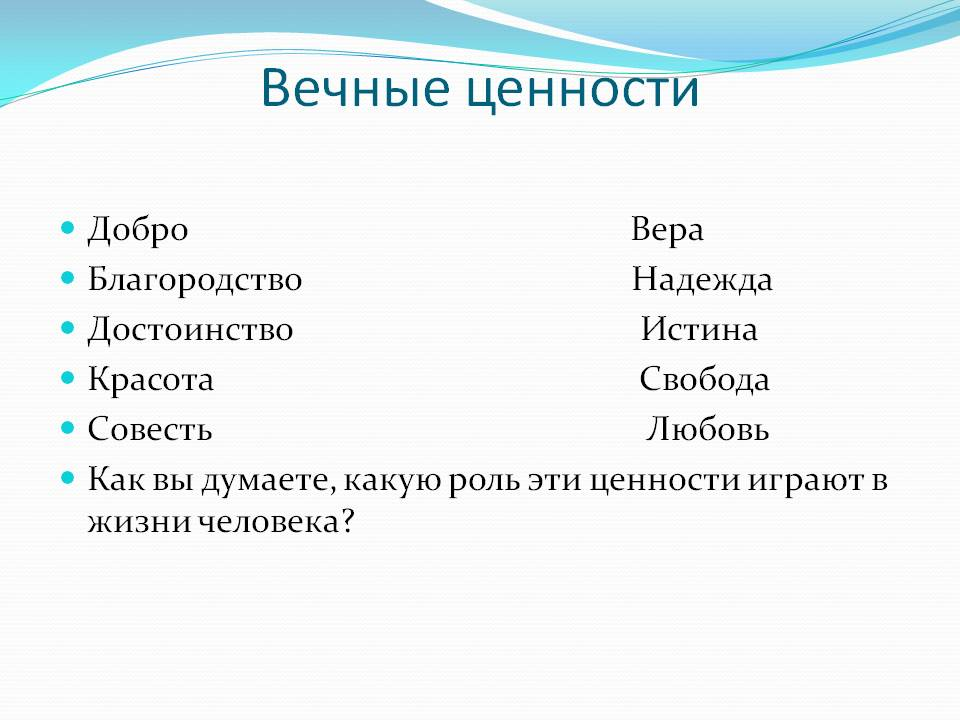 Вечные ценности
Добро Вера
Благородство Надежда
Достоинство Истина
Красота Свобода
Совесть Любовь
Как вы думаете, какую роль эти ценности играют в
жизни человека?